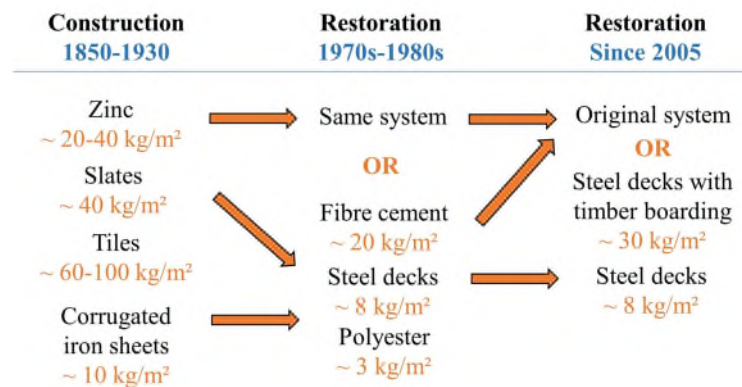 Construction
1850-1930
Restoration
1970s-1980s
Restoration
Since 2005
Zinc
~ 20-40 kg/m²
Slates
~ 40 kg/m²
Tiles
~ 60-100 kg/m²
Corrugated
iron sheets
~ 10 kg/m²
Same system
OR
Fibre cement
~ 20 kg/m²
Steel decks
~ 8 kg/m²
Polyester
~ 3 kg/m²
Original system
OR
Steel decks with
timber boarding
~ 30 kg/m²
Steel decks
~ 8 kg/m²